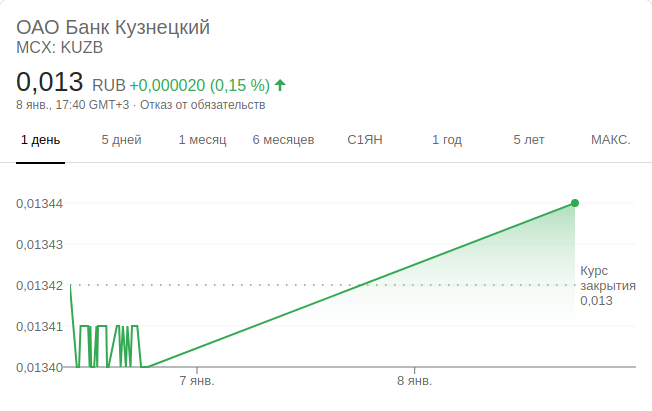 ОАО Банк Кузнецкий
MCX: KUZB
0,013 RUB +0,000020 (0,15 %)
8 янв., 17:40 GMT+3 · Отказ от обязательств
1 день 5 дней 1 месяц 6 месяцев С1ЯН 1 год 5 лет МАКС.
0,01344
0,01343
0,01342
0,01341
0,01340
Курс
закрытия
0,013
7 янв. 8 янв.